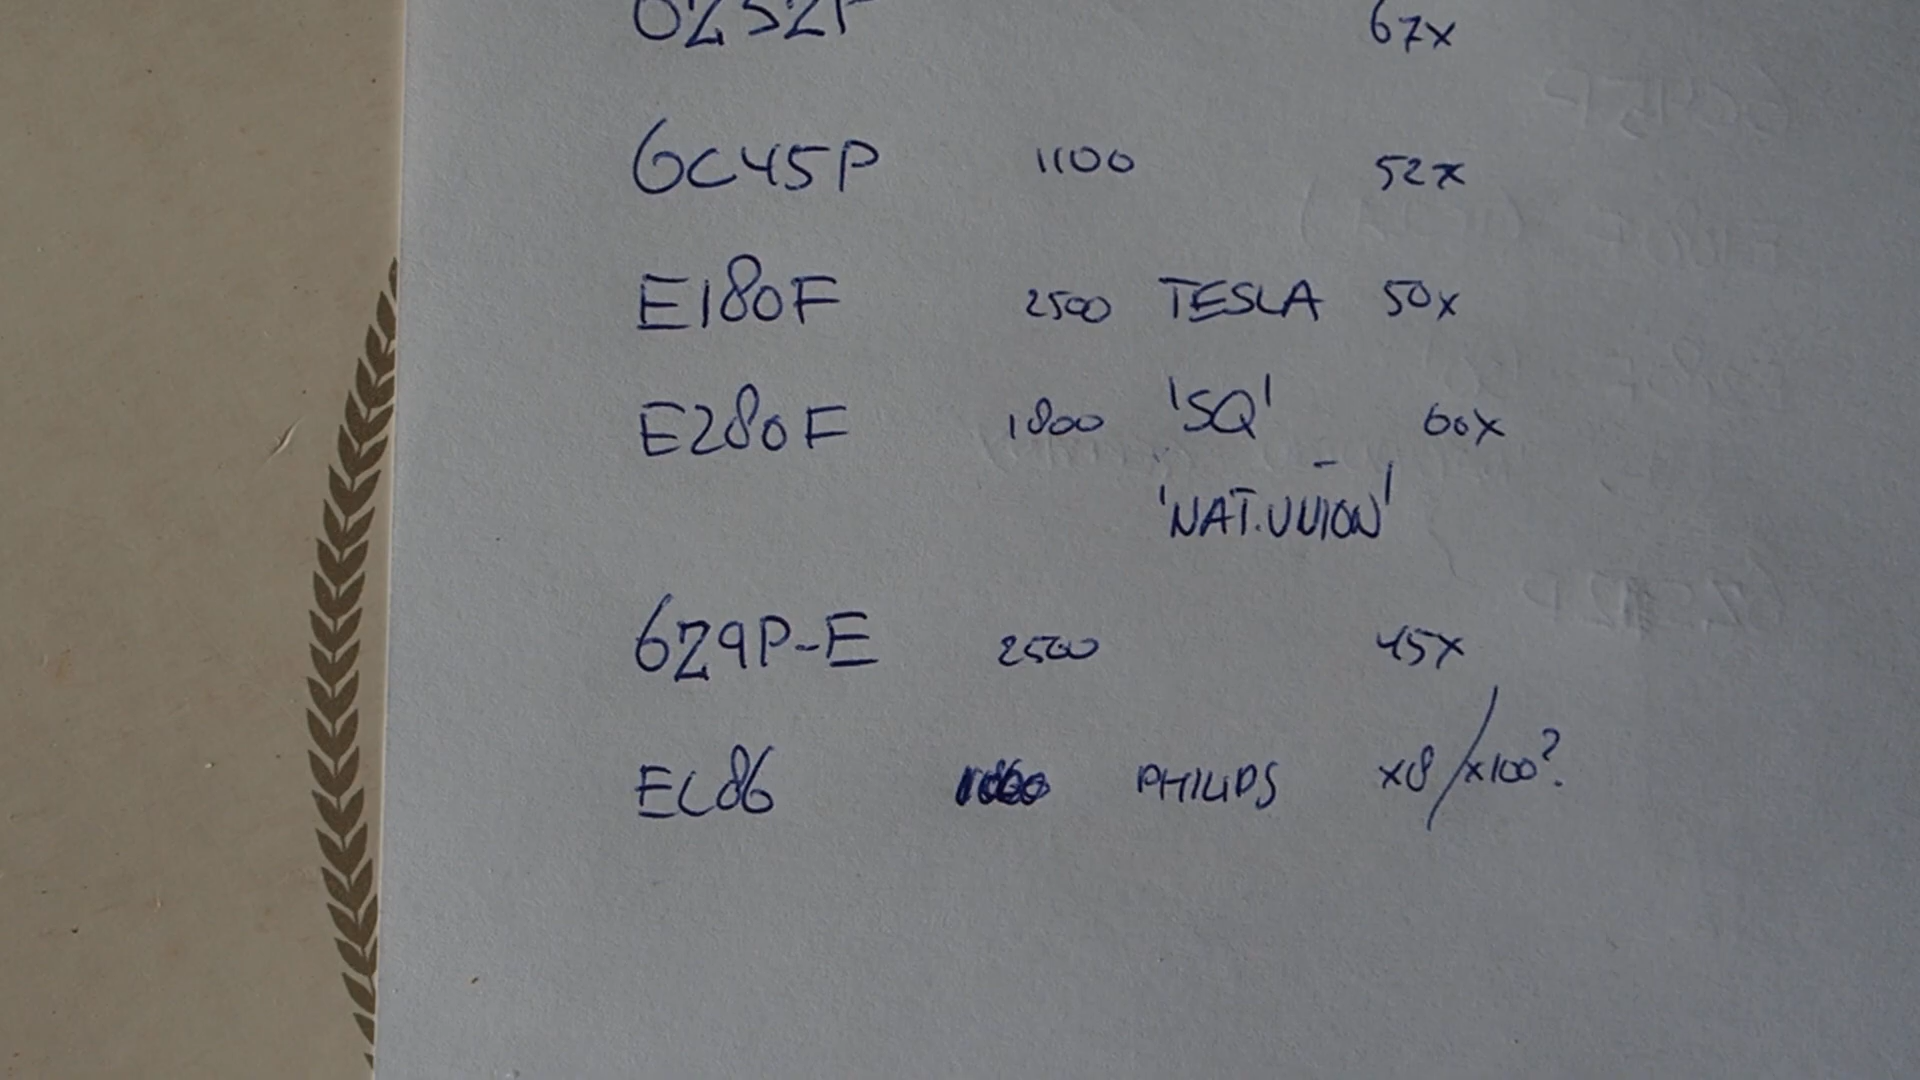 67x
6C45P 1100 52x
E180F 2500 TESLA 50x
E280F 1800 'SQ' 60x
'NAT.UNION'
6Z9P-E 2500 45x
EC86 PHILIPS x8/x100?